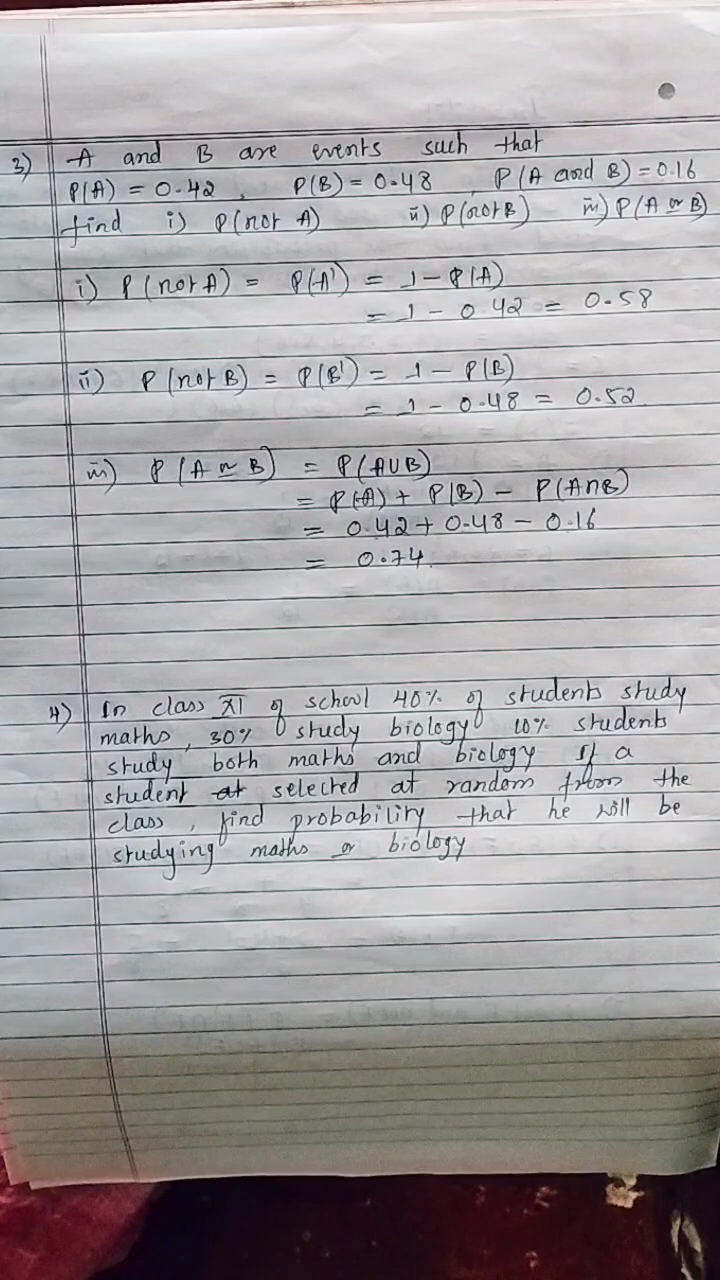 3) A and B are events such that
P(A) = 0.42, P(B) = 0.48, P(A and B) = 0.16
find i) P(not A) ii) P(not B) iii) P(A or B)
i) P(not A) = P(A') = 1 - P(A)
= 1 - 0.42 = 0.58
ii) P(not B) = P(B') = 1 - P(B)
= 1 - 0.48 = 0.52
iii) P(A or B) = P(A∪B)
= P(A) + P(B) - P(A∩B)
= 0.42 + 0.48 - 0.16
= 0.74
4) In class XI of school 40% of students study
maths, 30% study biology 10% students
study both maths and biology If a
student at selected at random from the
class, find probability that he will be
studying maths or biology